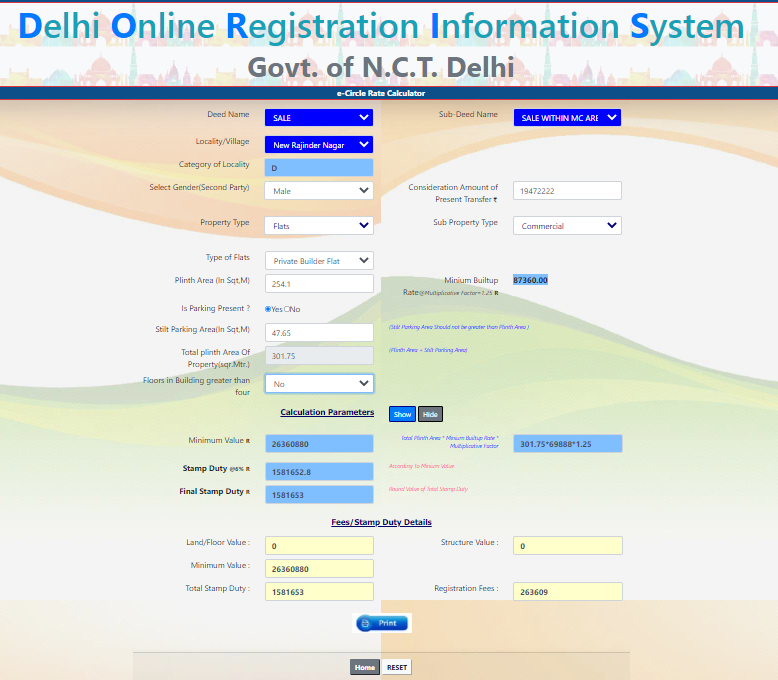 Delhi Online Registration Information System
Govt. of N.C.T. Delhi
e-Circle Rate Calculator
Deed Name SALE Sub-Deed Name SALE WITHIN MC ARE
Locality/Village New Rajinder Nagar
Category of Locality D
Select Gender(Second Party) Male Consideration Amount of Present Transfer ₹ 19472222
Property Type Flats Sub Property Type Commercial
Type of Flats Private Builder Flat
Plinth Area (In Sqt,M) 254.1 Minium Builtup 87360.00
Rate@Multiplicative Factor=1.25 R
Is Parking Present ? Yes No
Stilt Parking Area(In Sqt,M) 47.65 (Stilt Parking Area Should not be greater than Plinth Area )
Total plinth Area Of Property(sqr.Mtr.) 301.75 (Plinth Area + Stilt Parking Area)
Floors in Building greater than four No
Calculation Parameters Show Hide
Minimum Value R 26360880 Total Plinth Area * Minium Builtup Rate * Multiplicative Factor 301.75*69888*1.25
Stamp Duty @6% R 1581652.8 According to Minium Value
Final Stamp Duty R 1581653 Round Value of Total Stamp Duty
Fees/Stamp Duty Details
Land/Floor Value : 0 Structure Value : 0
Minimum Value : 26360880
Total Stamp Duty : 1581653 Registration Fees : 263609
Print
Home RESET